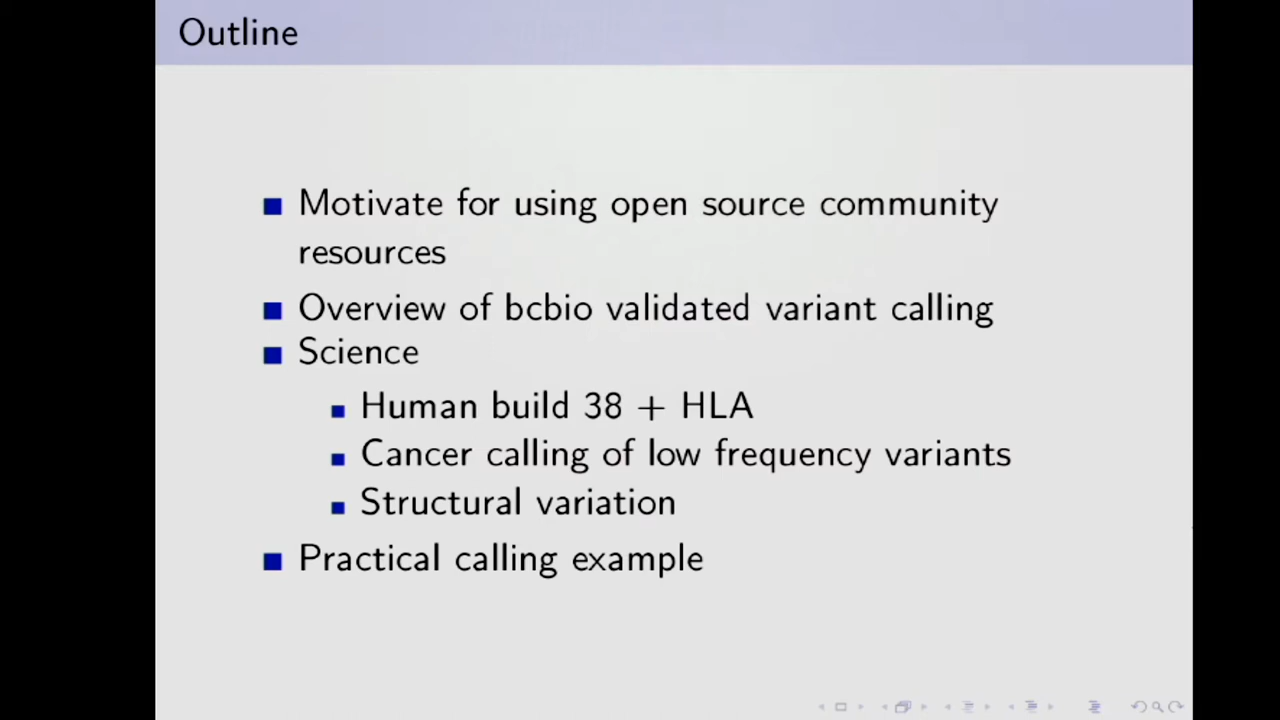 Outline
Motivate for using open source community
resources
Overview of bcbio validated variant calling
Science
Human build 38 + HLA
Cancer calling of low frequency variants
Structural variation
Practical calling example